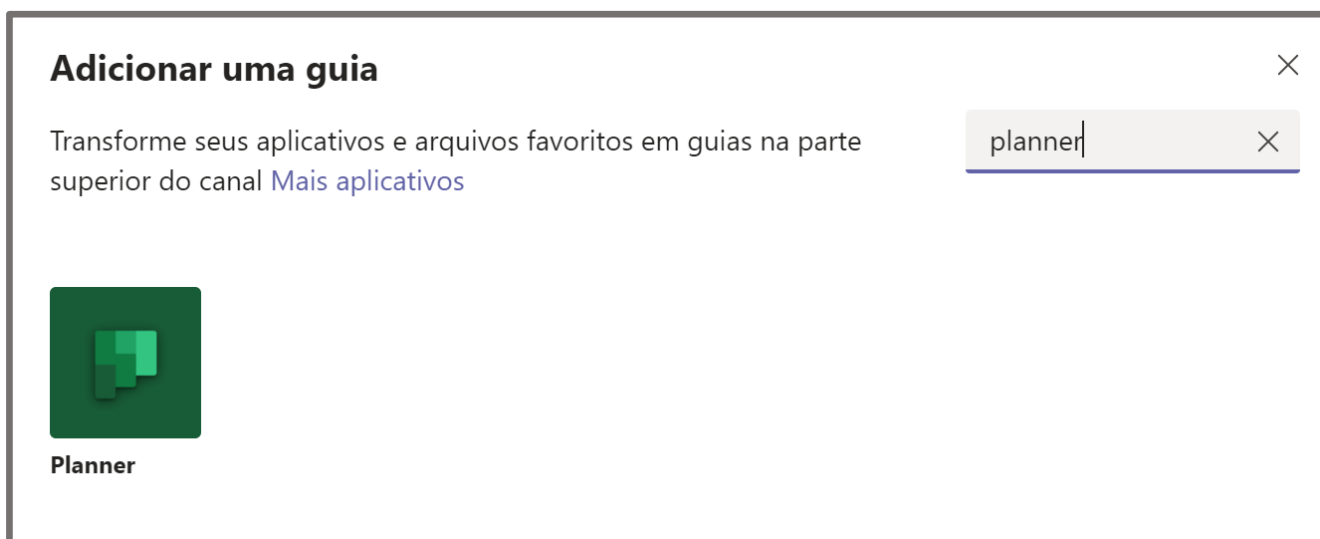 Adicionar uma guia
Transforme seus aplicativos e arquivos favoritos em guias na parte
superior do canal Mais aplicativos
planner
Planner